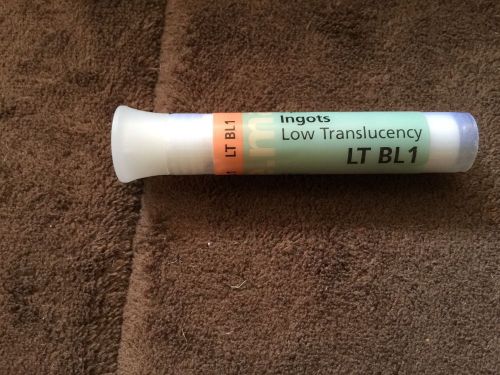 LT BL1
Ingots
Low Translucency
LT BL1